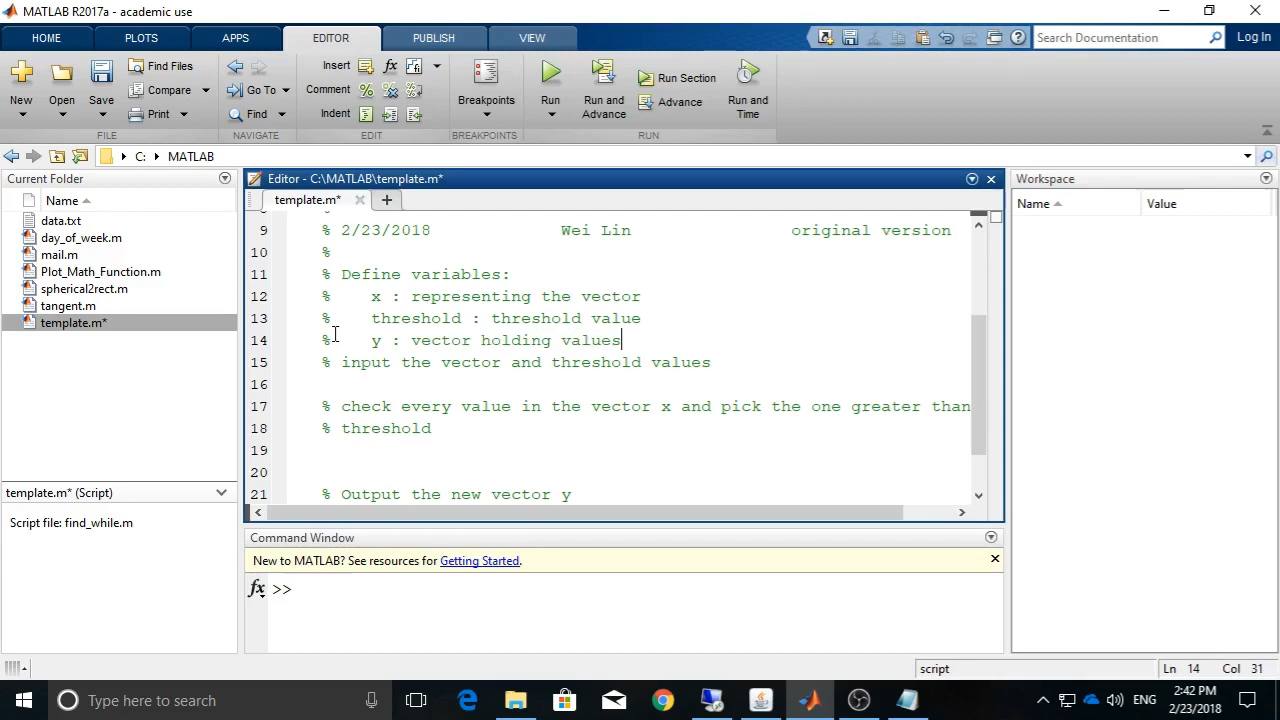 MATLAB R2017a - academic use
HOME PLOTS APPS EDITOR PUBLISH VIEW Search Documentation Log In
New Open Save Find Files Compare Print Go To Find Insert Comment Indent Breakpoints Run Run and Advance Run Section Advance Run and Time
FILE NAVIGATE EDIT BREAKPOINTS RUN
C: MATLAB
Current Folder
Name
data.txt
day_of_week.m
mail.m
Plot_Math_Function.m
spherical2rect.m
tangent.m
template.m*
template.m* (Script)
Script file: find_while.m
Editor - C:\MATLAB\template.m*
template.m*
9 % 2/23/2018 Wei Lin original version
10 %
11 % Define variables:
12 % x : representing the vector
13 % threshold : threshold value
14 % y : vector holding values
15 % input the vector and threshold values
16
17 % check every value in the vector x and pick the one greater than
18 % threshold
19
20
21 % Output the new vector y
Command Window
New to MATLAB? See resources for Getting Started.
fx >>
Workspace
Name Value
script Ln 14 Col 31
Type here to search
ENG
2:42 PM
2/23/2018